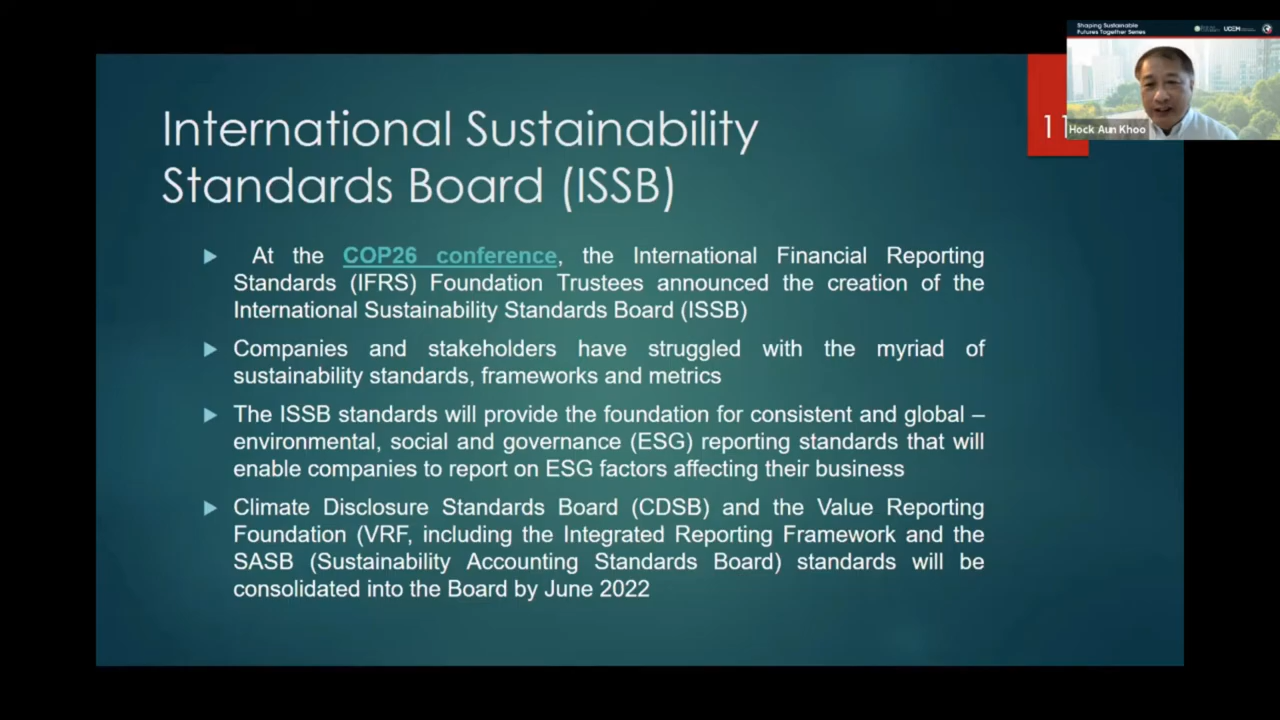 Shaping Sustainable
Futures Together Series
UCEM
International Sustainability
Standards Board (ISSB)
11
Hock Aun Khoo
At the COP26 conference, the International Financial Reporting
Standards (IFRS) Foundation Trustees announced the creation of the
International Sustainability Standards Board (ISSB)
Companies and stakeholders have struggled with the myriad of
sustainability standards, frameworks and metrics
The ISSB standards will provide the foundation for consistent and global –
environmental, social and governance (ESG) reporting standards that will
enable companies to report on ESG factors affecting their business
Climate Disclosure Standards Board (CDSB) and the Value Reporting
Foundation (VRF, including the Integrated Reporting Framework and the
SASB (Sustainability Accounting Standards Board) standards will be
consolidated into the Board by June 2022